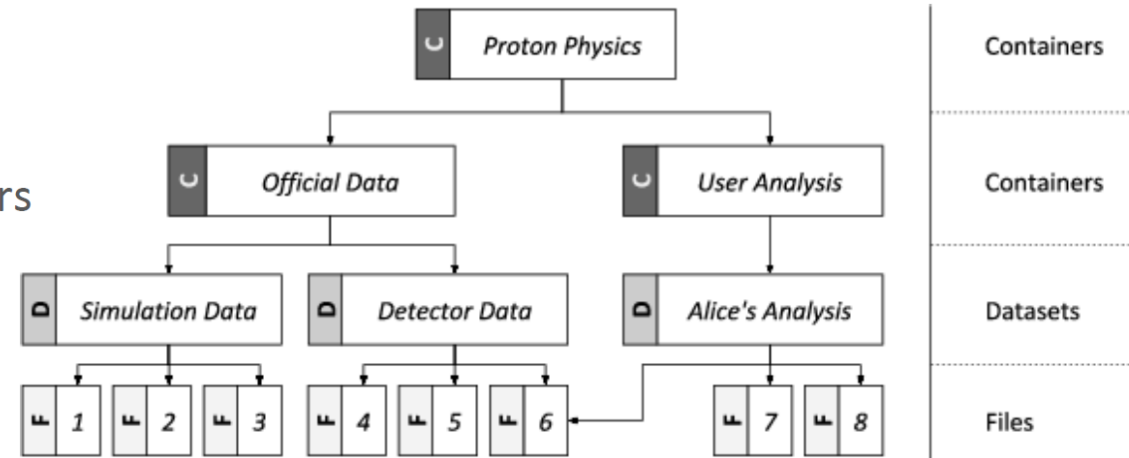 C Proton Physics Containers
rs
C Official Data C User Analysis Containers
D Simulation Data D Detector Data D Alice's Analysis Datasets
F 1 F 2 F 3 F 4 F 5 F 6 F 7 F 8 Files